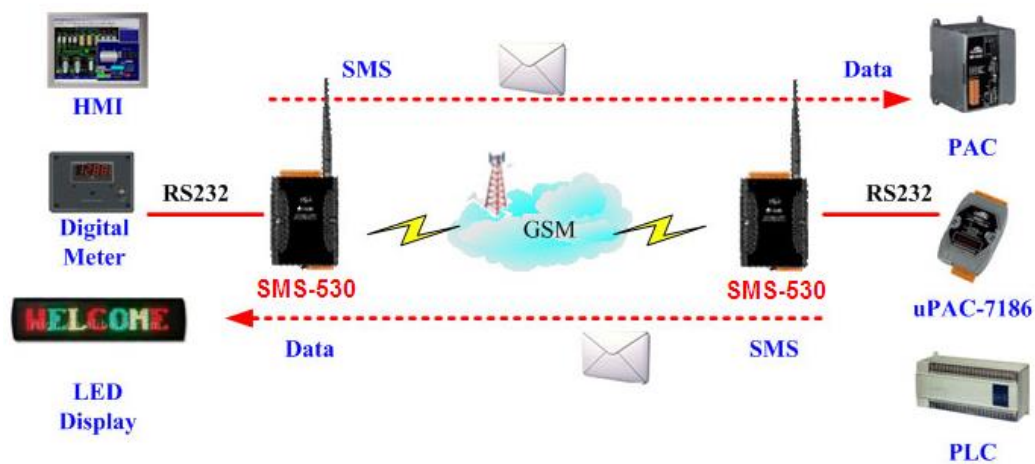 SMS
Data
HMI
PAC
RS232
RS232
Digital
Meter
GSM
SMS-530
SMS-530
uPAC-7186
WELCOME
Data
SMS
LED
Display
PLC